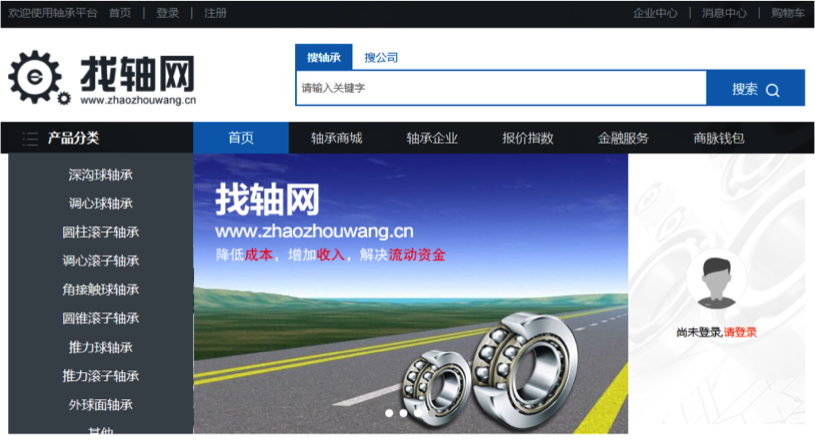 欢迎使用轴承平台 首页 | 登录 | 注册 企业中心 | 消息中心 | 购物车
找轴网
www.zhaozhouwang.cn
搜轴承 搜公司
请输入关键字 搜索
产品分类 首页 轴承商城 轴承企业 报价指数 金融服务 商脉钱包
深沟球轴承
调心球轴承
圆柱滚子轴承
调心滚子轴承
角接触球轴承
圆锥滚子轴承
推力球轴承
推力滚子轴承
外球面轴承
其他
找轴网
www.zhaozhouwang.cn
降低成本，增加收入，解决流动资金
尚未登录,请登录